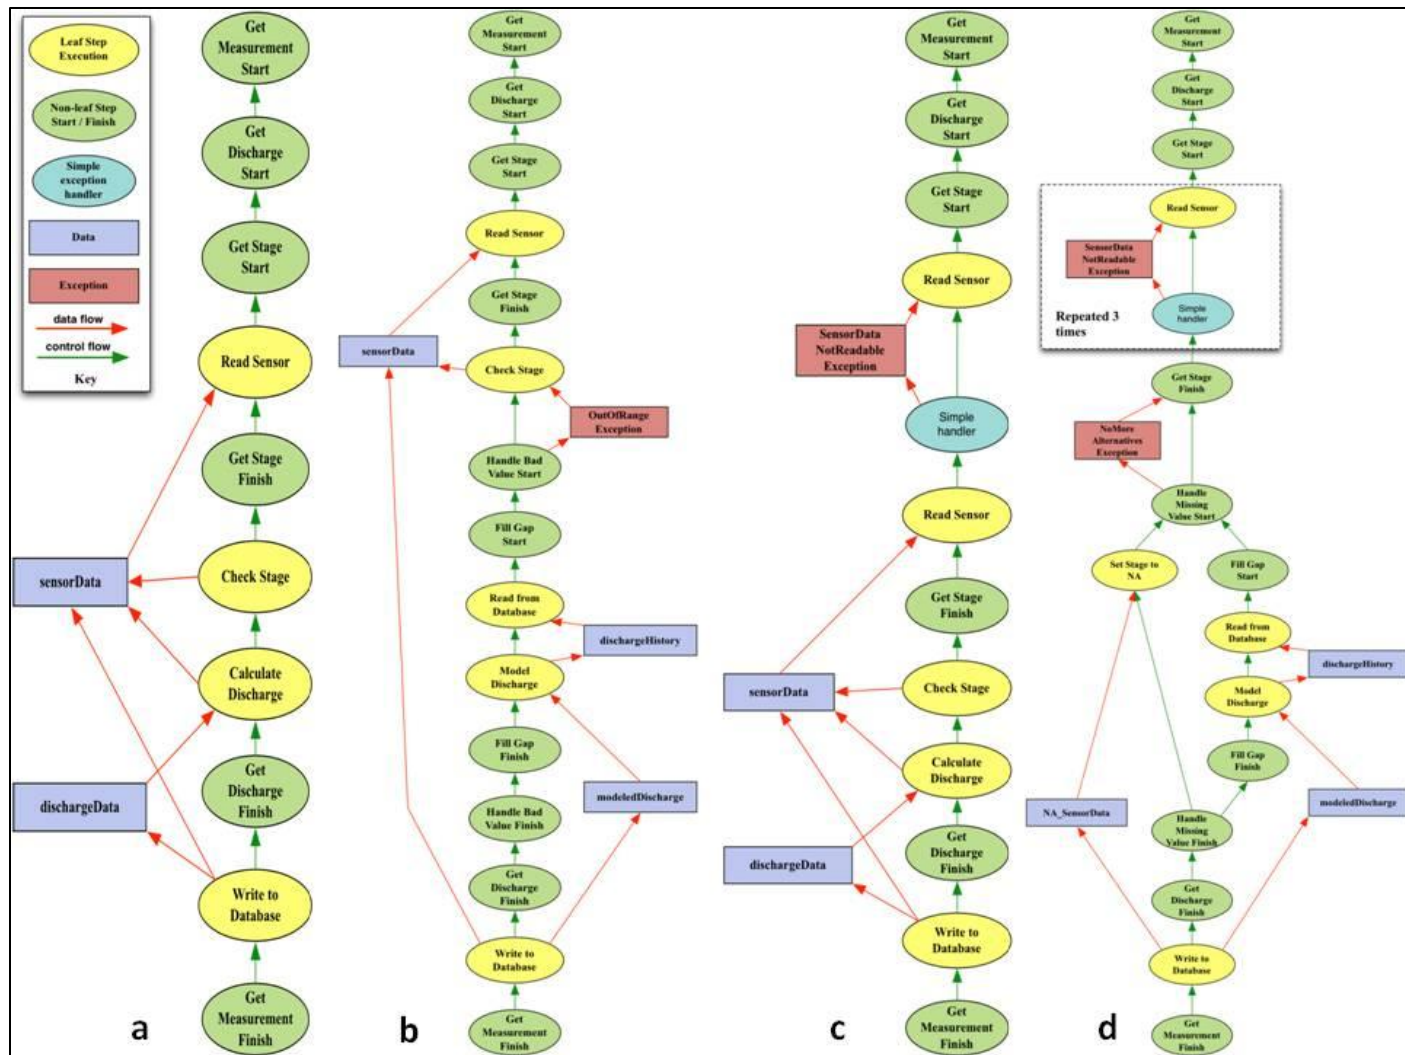 Leaf Step
Execution
Non-leaf Step
Start / Finish
Simple
exception
handler
Data
Exception
data flow
control flow
Key
Get
Measurement
Start
Get
Discharge
Start
Get Stage
Start
Read Sensor
Get Stage
Finish
sensorData
Check Stage
Calculate
Discharge
Get
Discharge
Finish
dischargeData
Write to
Database
Get
Measurement
Finish
a
Get
Measurement
Start
Get
Discharge
Start
Get Stage
Start
Read Sensor
Get Stage
Finish
sensorData
Check Stage
OutOfRange
Exception
Handle Bad
Value Start
Fill Gap
Start
Read from
Database
dischargeHistory
Model
Discharge
Fill Gap
Finish
modeledDischarge
Handle Bad
Value Finish
Get
Discharge
Finish
Write to
Database
Get
Measurement
Finish
b
Get
Measurement
Start
Get
Discharge
Start
Get Stage
Start
Read Sensor
SensorData
NotReadable
Exception
Simple
handler
Read Sensor
Get Stage
Finish
sensorData
Check Stage
Calculate
Discharge
Get
Discharge
Finish
dischargeData
Write to
Database
Get
Measurement
Finish
c
Get
Measurement
Start
Get
Discharge
Start
Get Stage
Start
Read Sensor
SensorData
NotReadable
Exception
Simple
handler
Repeated 3
times
Get Stage
Finish
NoMore
Alternatives
Exception
Handle
Missing
Value Start
Set Stage to
NA
Fill Gap
Start
Read from
Database
dischargeHistory
Model
Discharge
Fill Gap
Finish
NA_SensorData
modeledDischarge
Handle
Missing
Value Finish
Get
Discharge
Finish
Write to
Database
Get
Measurement
Finish
d